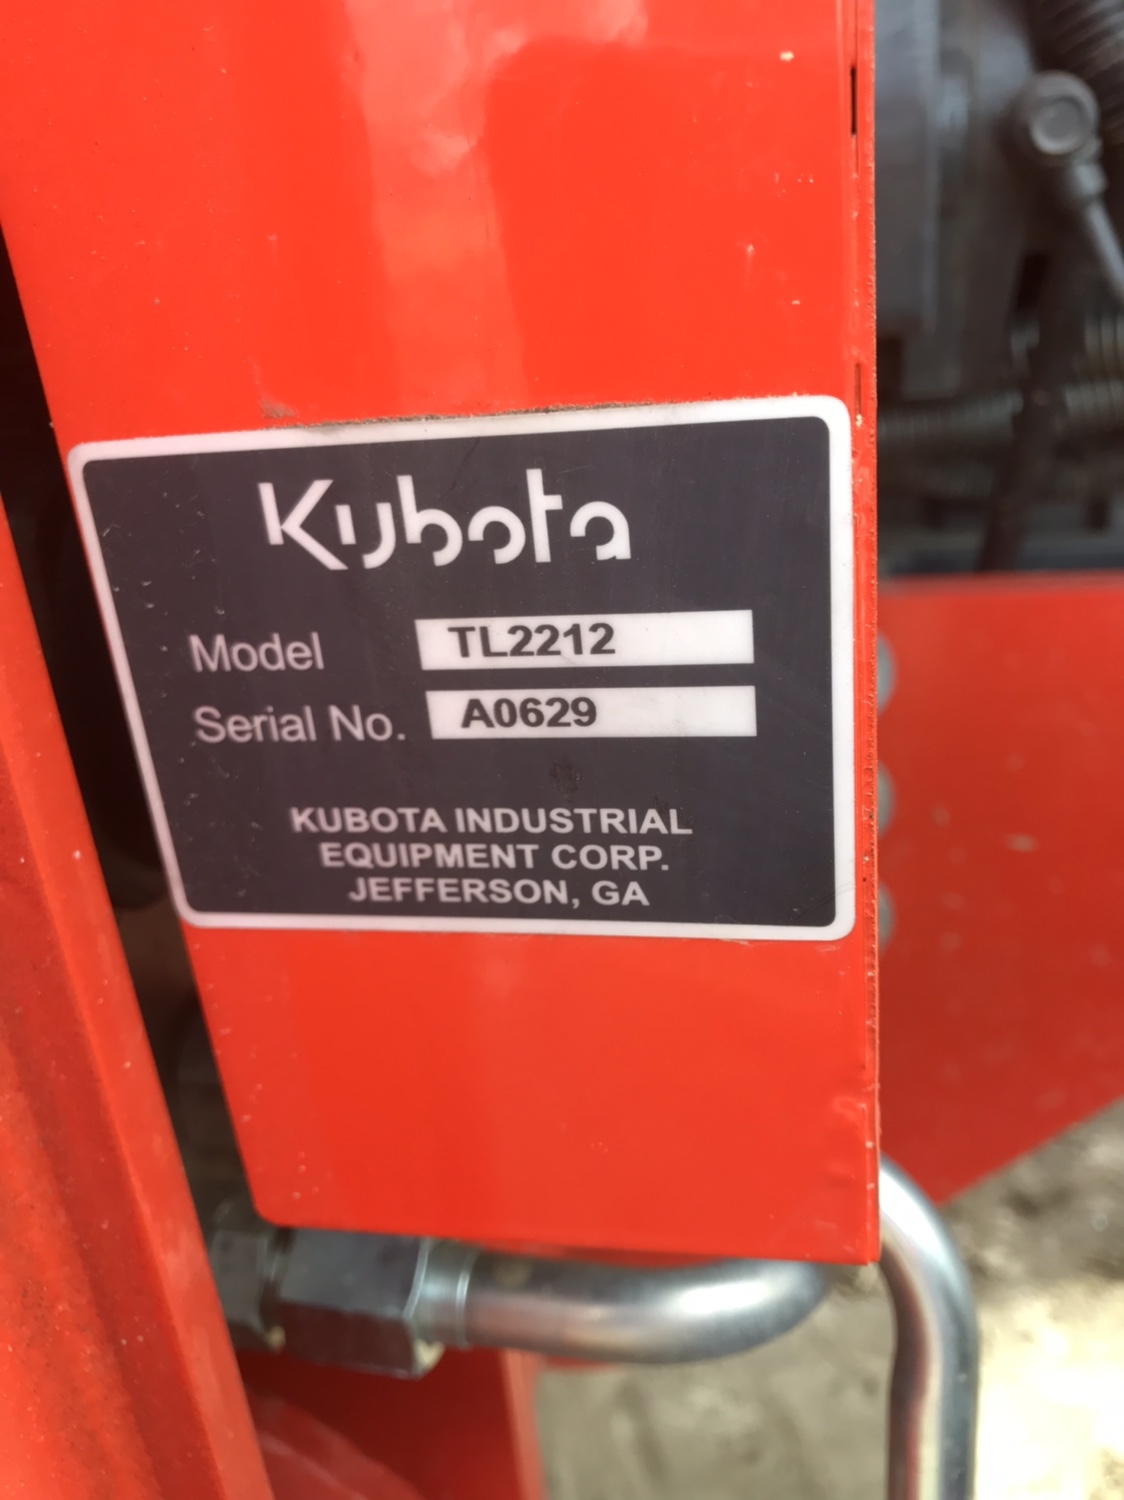 Kubota
Model TL2212
Serial No. A0629
KUBOTA INDUSTRIAL
EQUIPMENT CORP.
JEFFERSON, GA